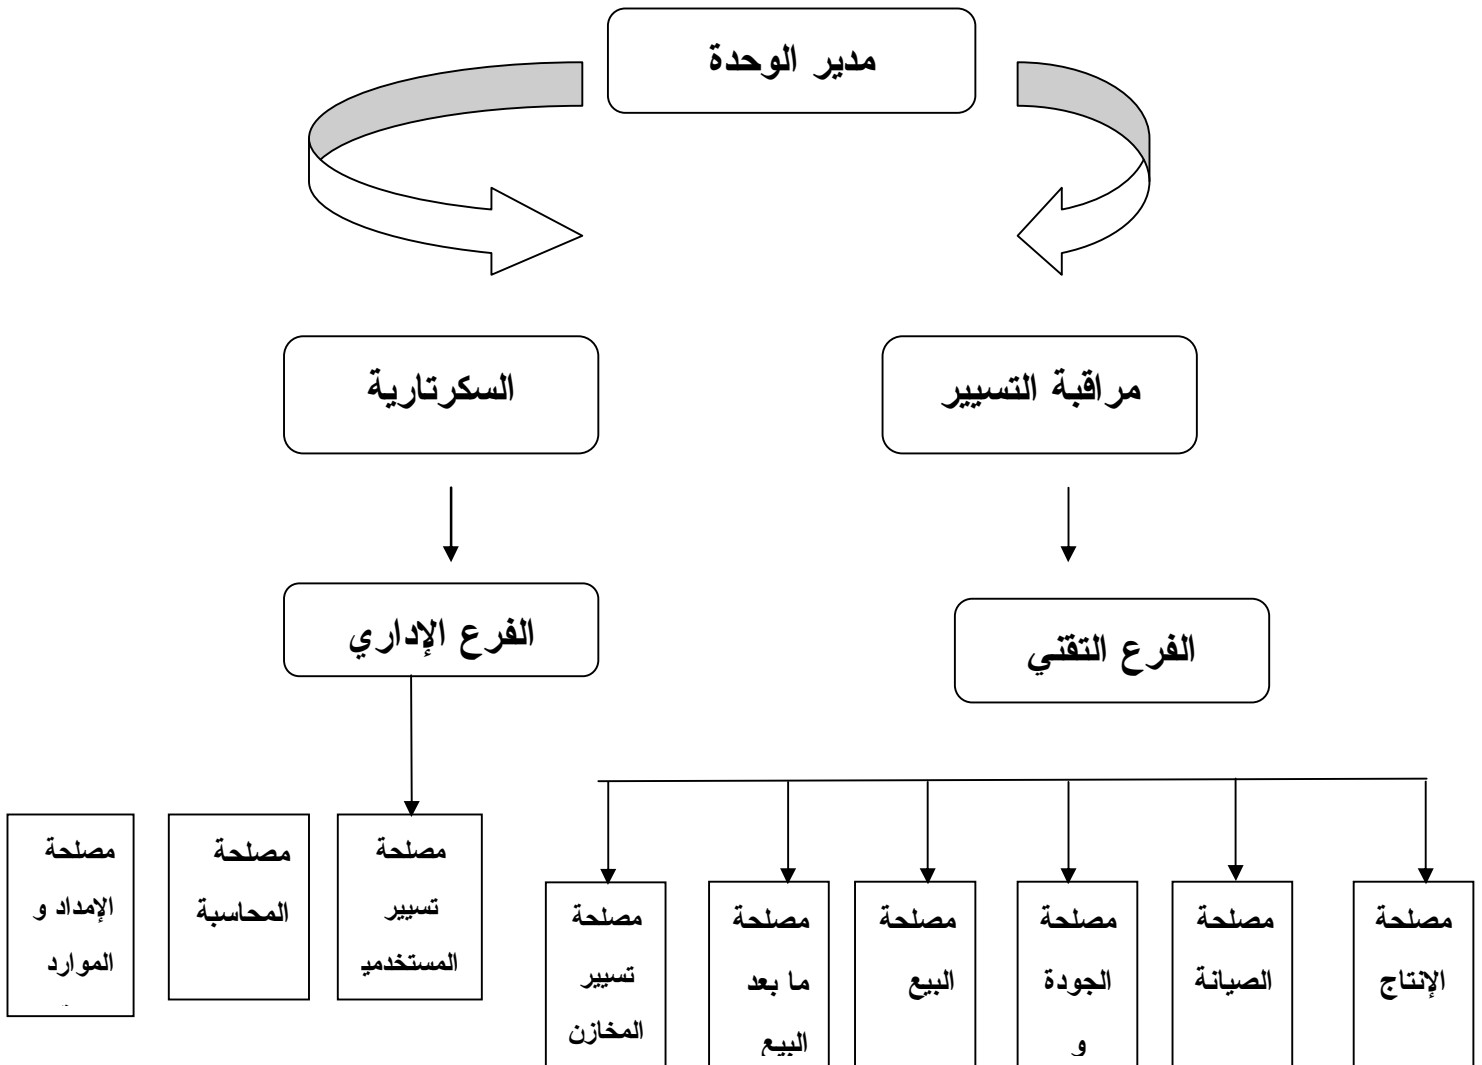 مدير الوحدة
مراقبة التسيير
السكرتارية
الفرع الإداري
الفرع التقني
مصلحة
الإنتاج
مصلحة
الصيانة
مصلحة
الجودة
و
مصلحة
البيع
مصلحة
ما بعد
البيع
مصلحة
تسيير
المخازن
مصلحة
تسيير
مصلحة
المحاسبة
مصلحة
الإمداد و
الموارد